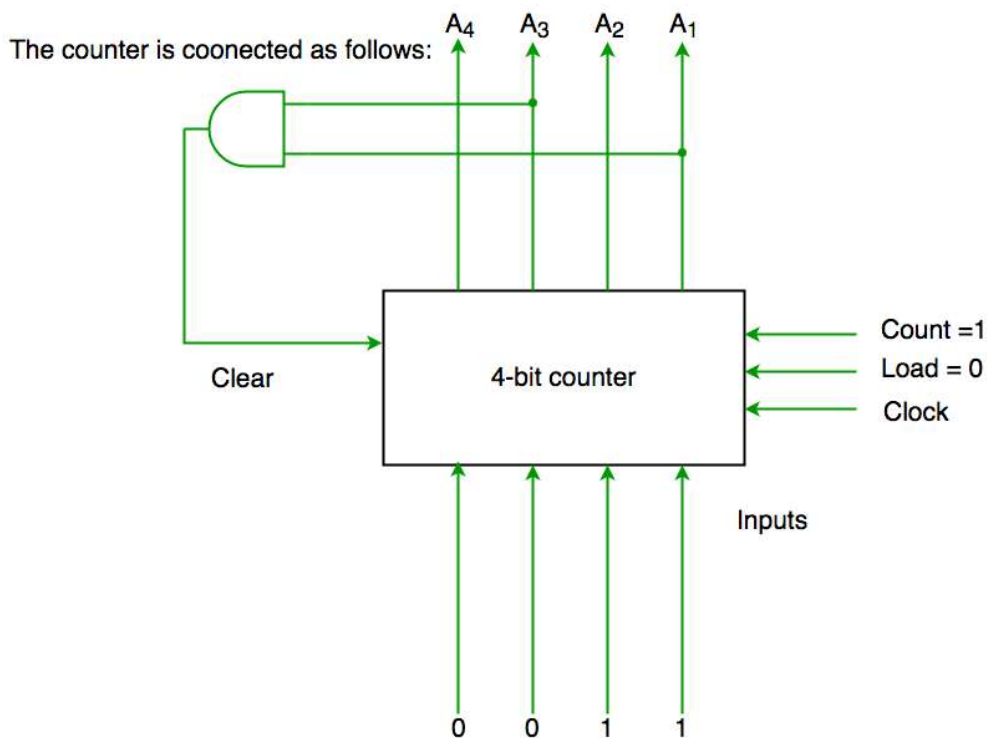 A₄ A₃ A₂ A₁
The counter is coonected as follows:
Count =1
Load = 0
Clear 4-bit counter
Clock
Inputs
0 0 1 1